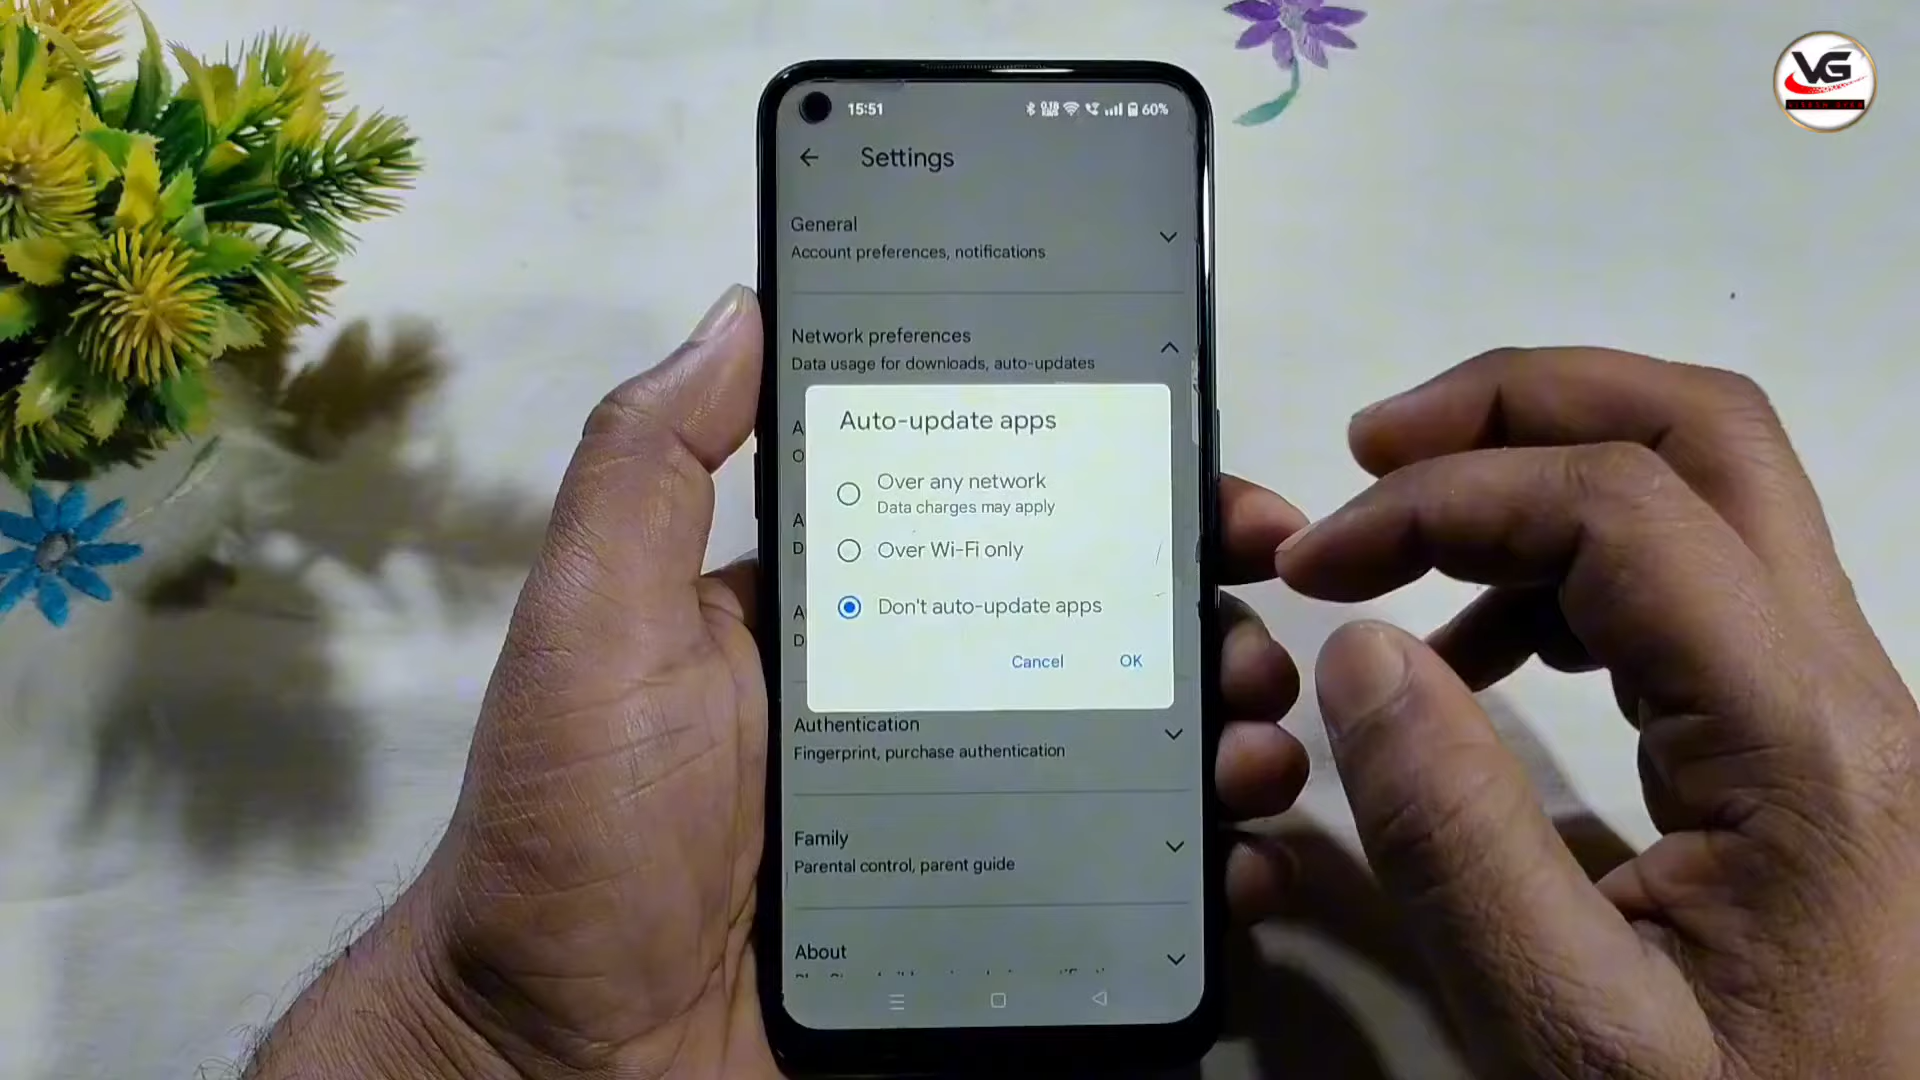 VG
15:51
60%
Settings
General
Account preferences, notifications
Network preferences
Data usage for downloads, auto-updates
A
O
A
D
A
D
Auto-update apps
Over any network
Data charges may apply
Over Wi-Fi only
Don't auto-update apps
Cancel
OK
Authentication
Fingerprint, purchase authentication
Family
Parental control, parent guide
About